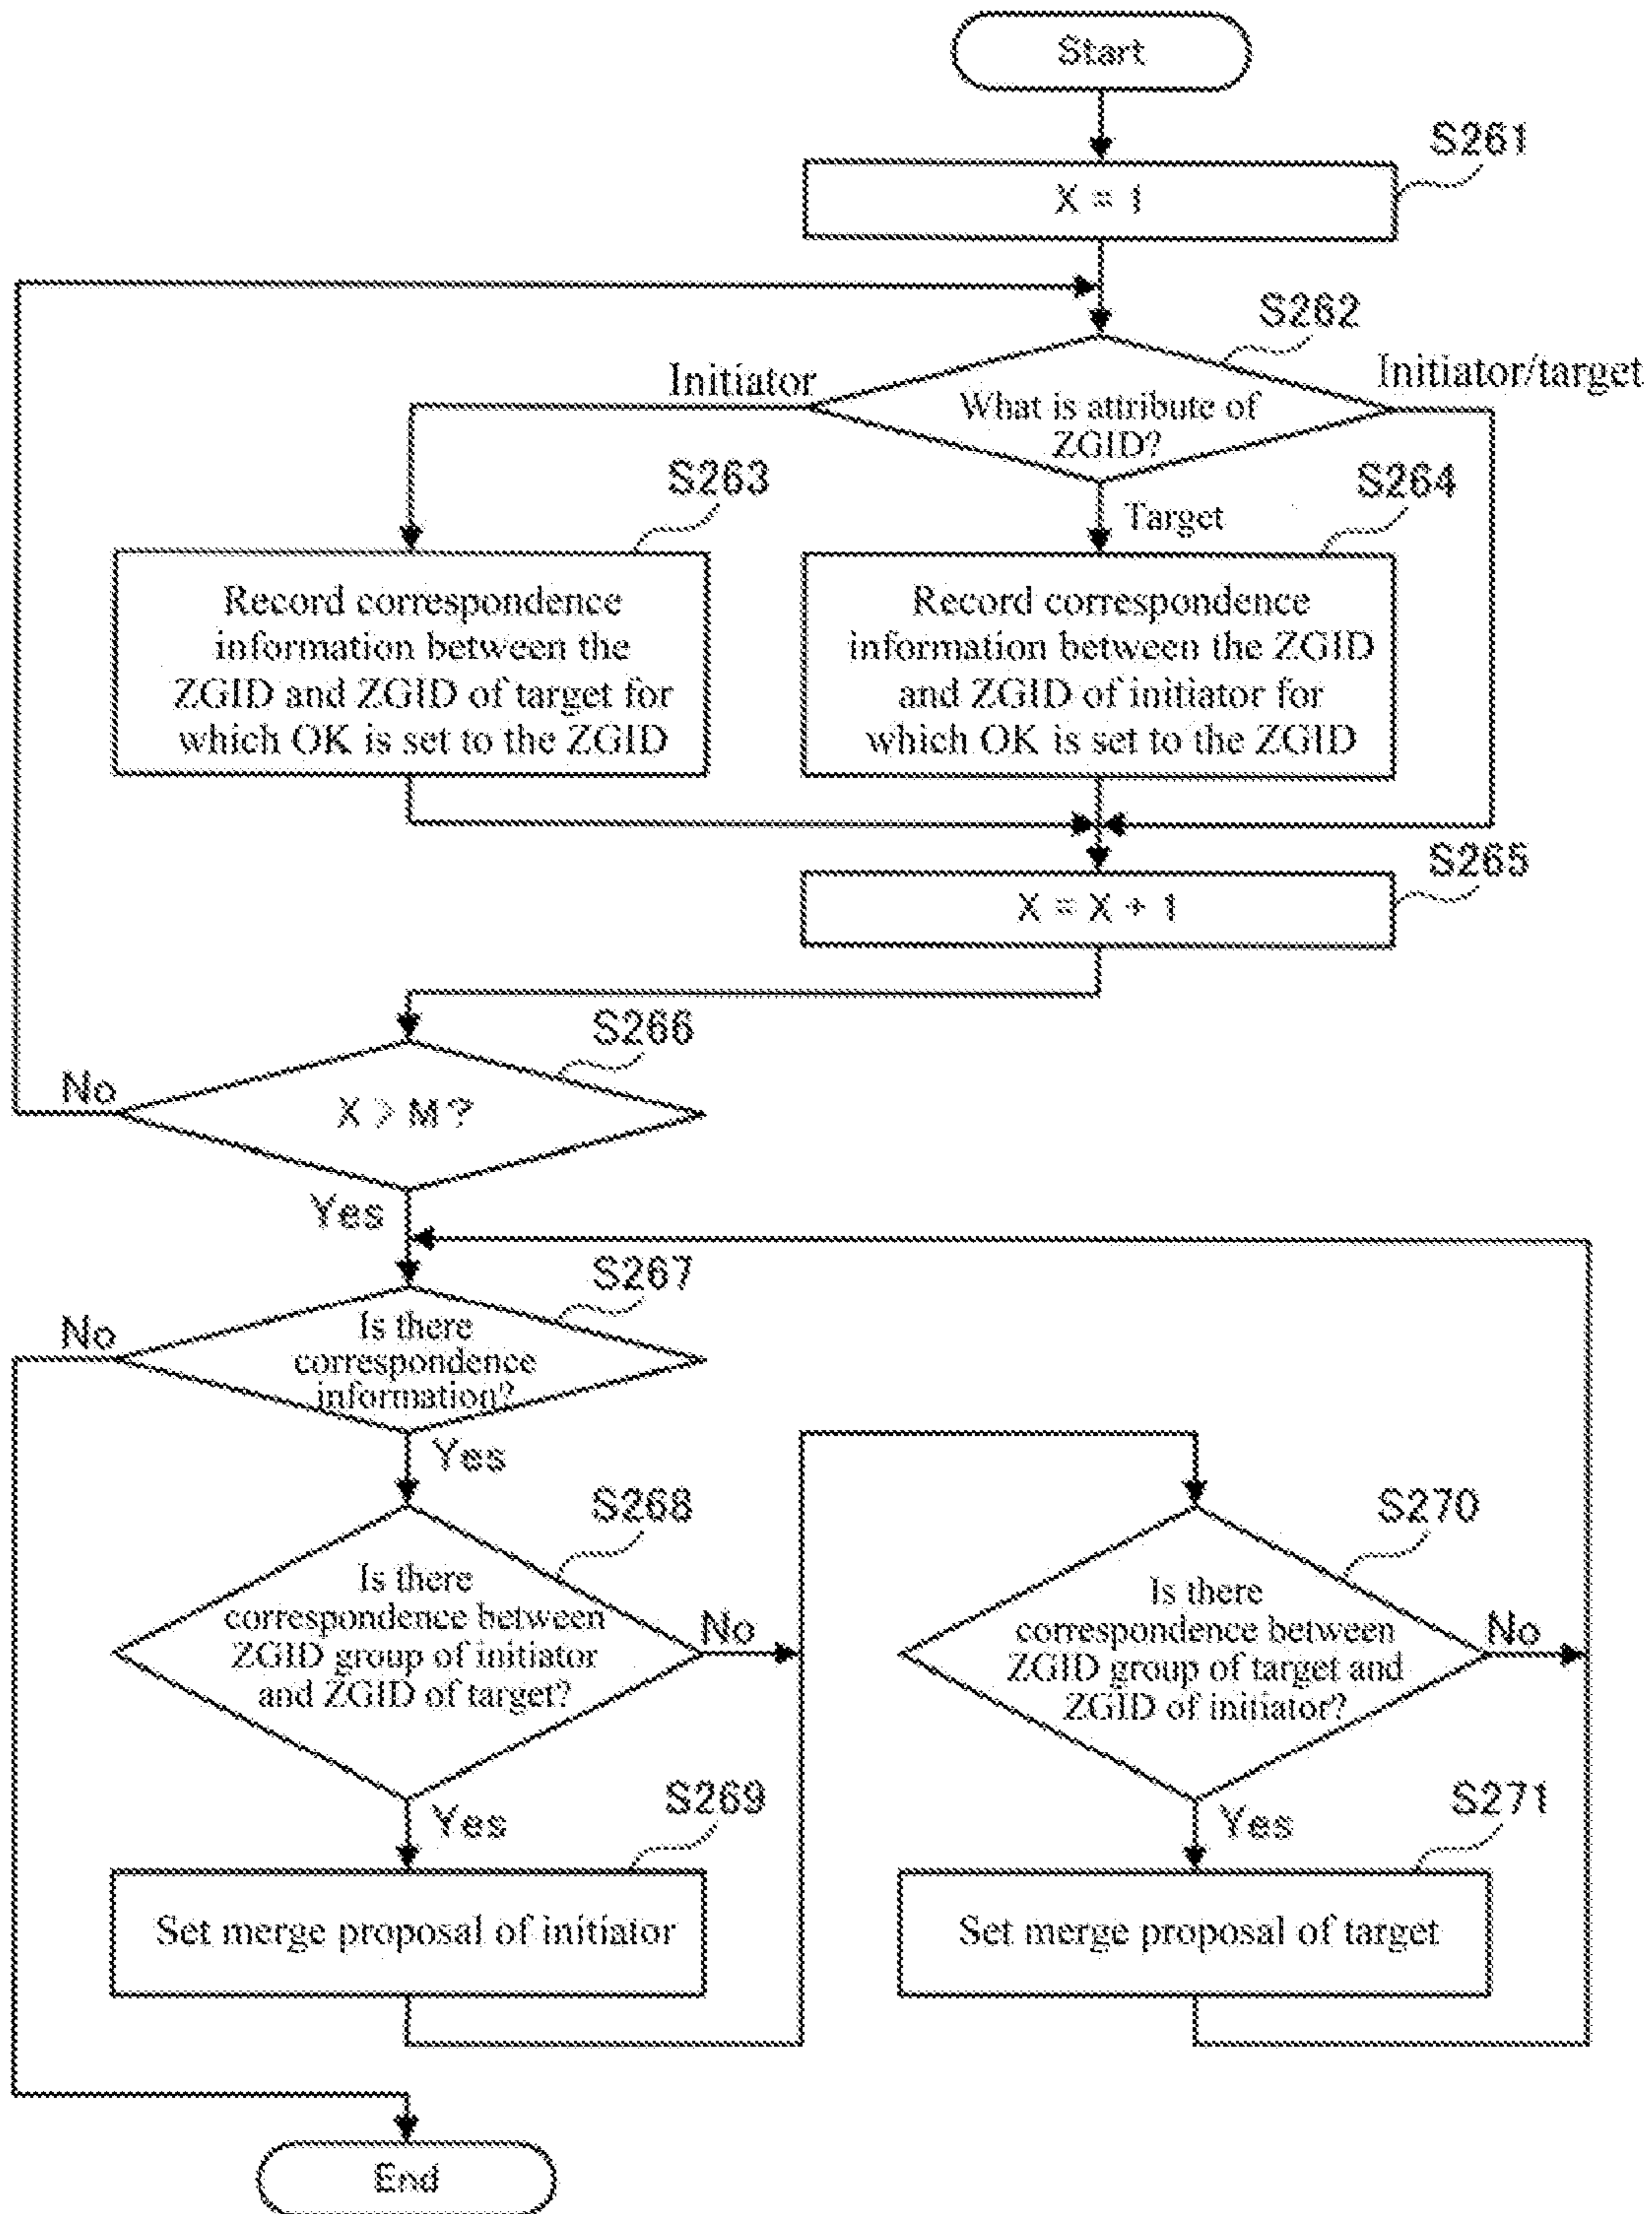 Start
S261
X = 1
S262
Initiator
Initiator/target
What is attribute of
ZGID?
S263
S264
Target
Record correspondence
information between the
ZGID and ZGID of target for
which OK is set to the ZGID
Record correspondence
information between the ZGID
and ZGID of initiator for
which OK is set to the ZGID
S265
X = X + 1
S266
No
X > M ?
Yes
S267
No
Is there
correspondence
information?
Yes
S268
S270
Is there
correspondence between
ZGID group of initiator
and ZGID of target?
No
Is there
correspondence between
ZGID group of target and
ZGID of initiator?
No
Yes
S269
Yes
S271
Set merge proposal of initiator
Set merge proposal of target
End